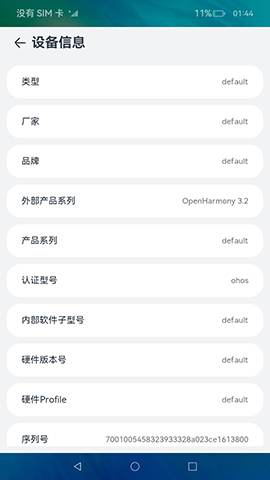 没有 SIM 卡 11% 01:44
设备信息
类型 default
厂家 default
品牌 default
外部产品系列 OpenHarmony 3.2
产品系列 default
认证型号 ohos
内部软件子型号 default
硬件版本号 default
硬件Profile default
序列号 7001005458323933328a023ce1613800